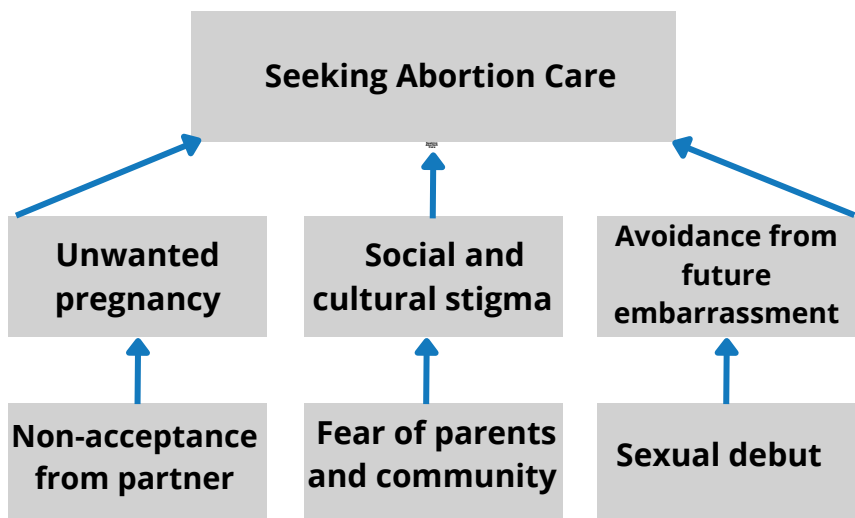 Seeking Abortion Care
Unwanted
pregnancy
Social and
cultural stigma
Avoidance from
future
embarrassment
Non-acceptance
from partner
Fear of parents
and community
Sexual debut